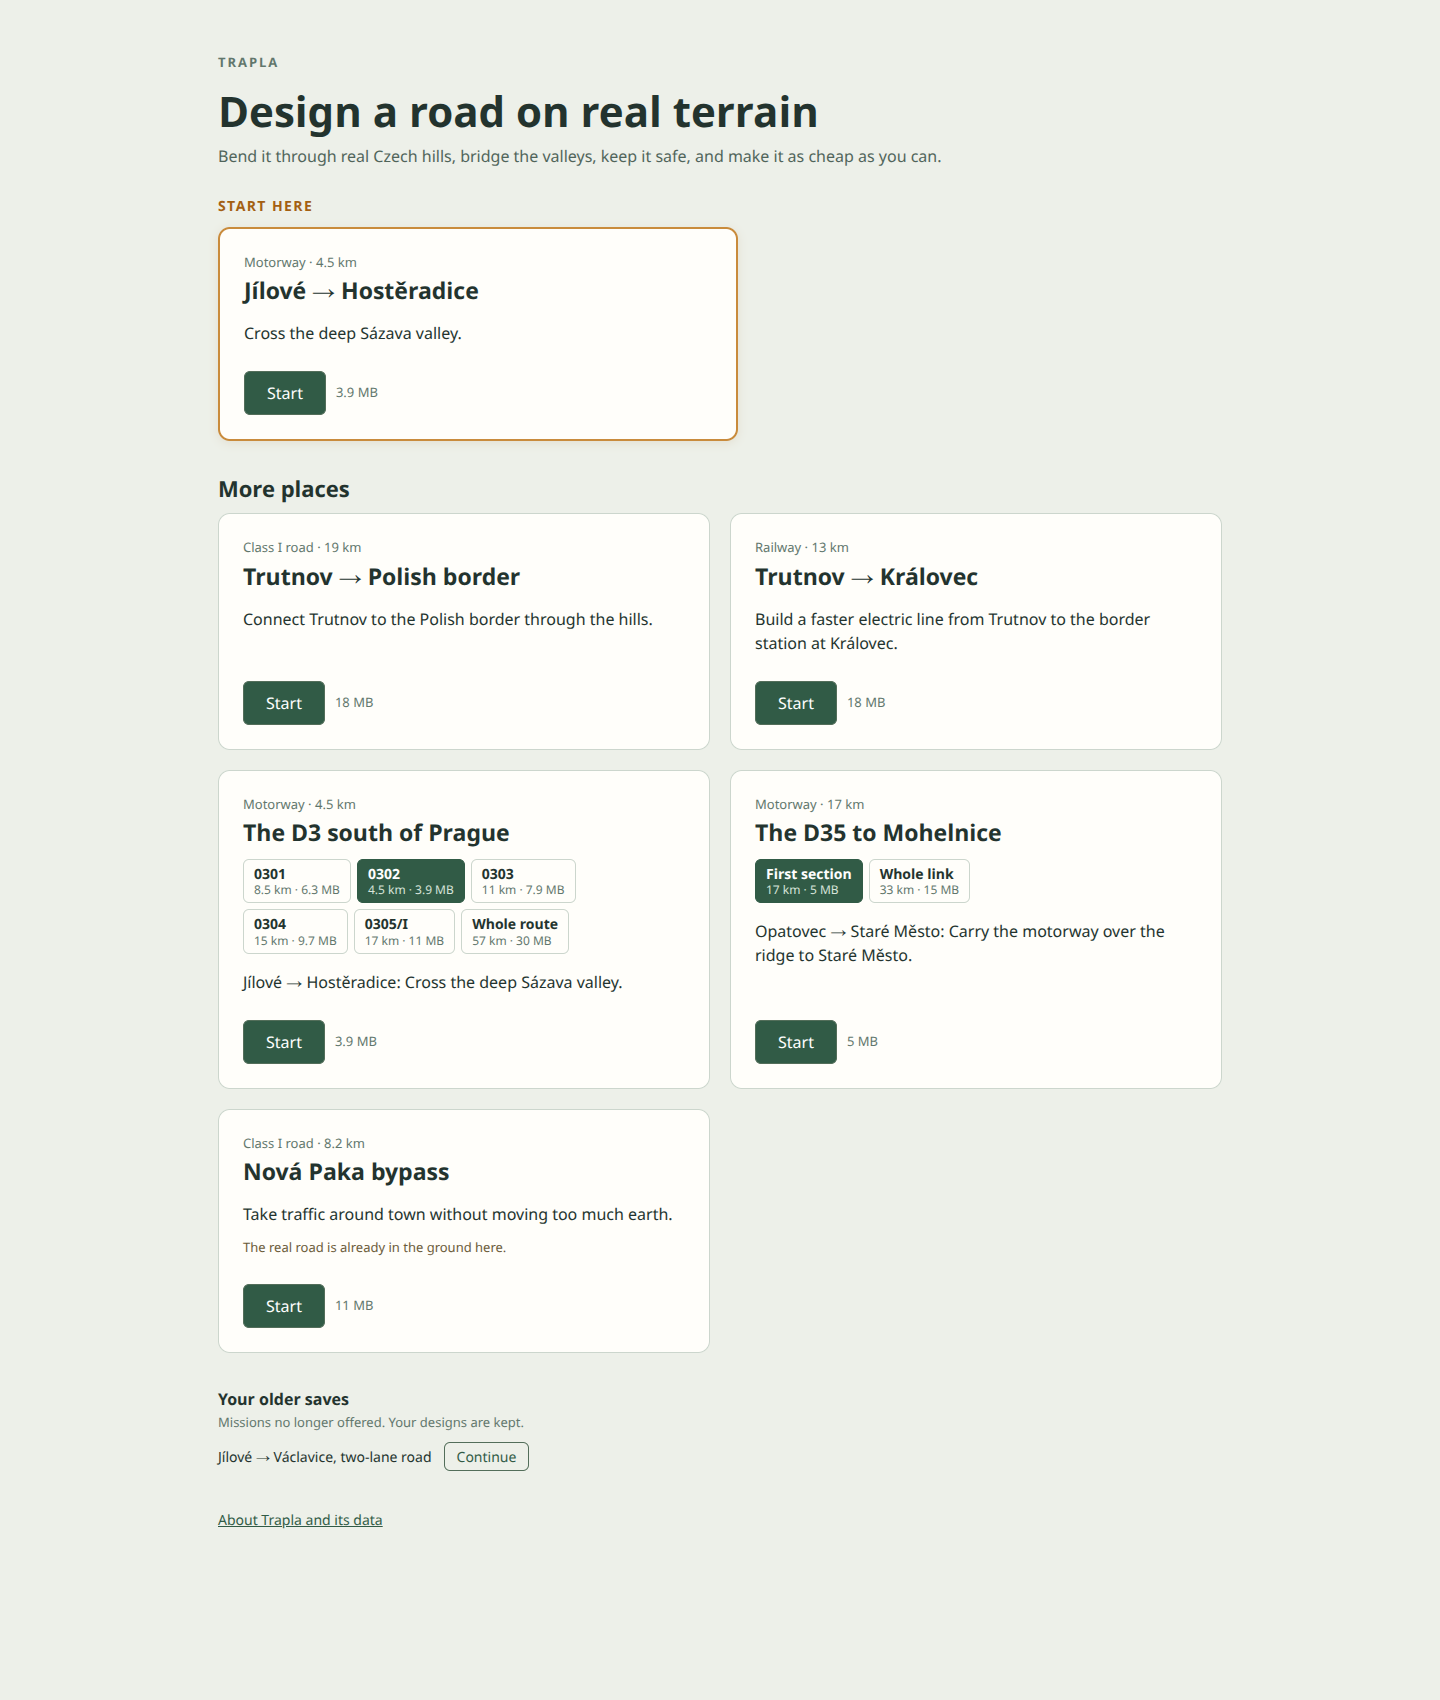 TRAPLA
Design a road on real terrain
Bend it through real Czech hills, bridge the valleys, keep it safe, and make it as cheap as you can.
START HERE
Motorway · 4.5 km
Jílové → Hostěradice
Cross the deep Sázava valley.
Start
3.9 MB
More places
Class I road · 19 km
Trutnov → Polish border
Connect Trutnov to the Polish border through the hills.
Start
18 MB
Railway · 13 km
Trutnov → Královec
Build a faster electric line from Trutnov to the border
station at Královec.
Start
18 MB
Motorway · 4.5 km
The D3 south of Prague
0301
8.5 km · 6.3 MB
0302
4.5 km · 3.9 MB
0303
11 km · 7.9 MB
0304
15 km · 9.7 MB
0305/I
17 km · 11 MB
Whole route
57 km · 30 MB
Jílové → Hostěradice: Cross the deep Sázava valley.
Start
3.9 MB
Motorway · 17 km
The D35 to Mohelnice
First section
17 km · 5 MB
Whole link
33 km · 15 MB
Opatovec → Staré Město: Carry the motorway over the
ridge to Staré Město.
Start
5 MB
Class I road · 8.2 km
Nová Paka bypass
Take traffic around town without moving too much earth.
The real road is already in the ground here.
Start
11 MB
Your older saves
Missions no longer offered. Your designs are kept.
Jílové → Václavice, two-lane road
Continue
About Trapla and its data